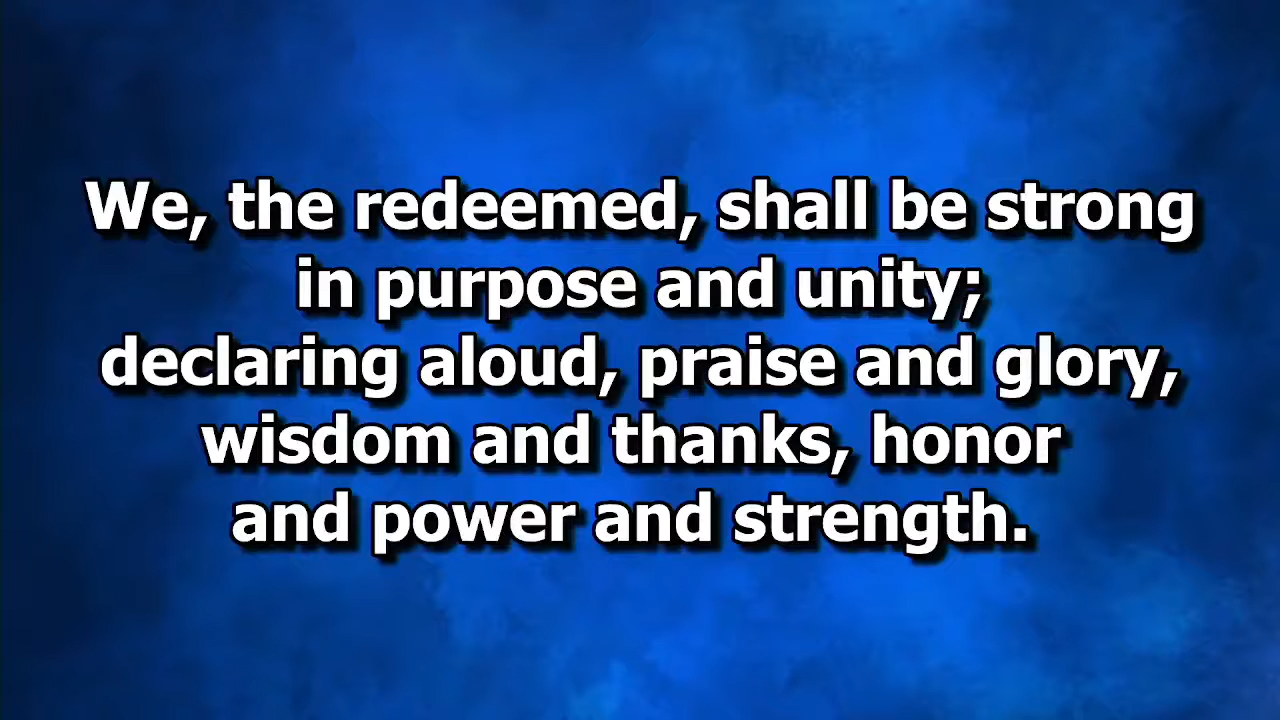 We, the redeemed, shall be strong
in purpose and unity;
declaring aloud, praise and glory,
wisdom and thanks, honor
and power and strength.